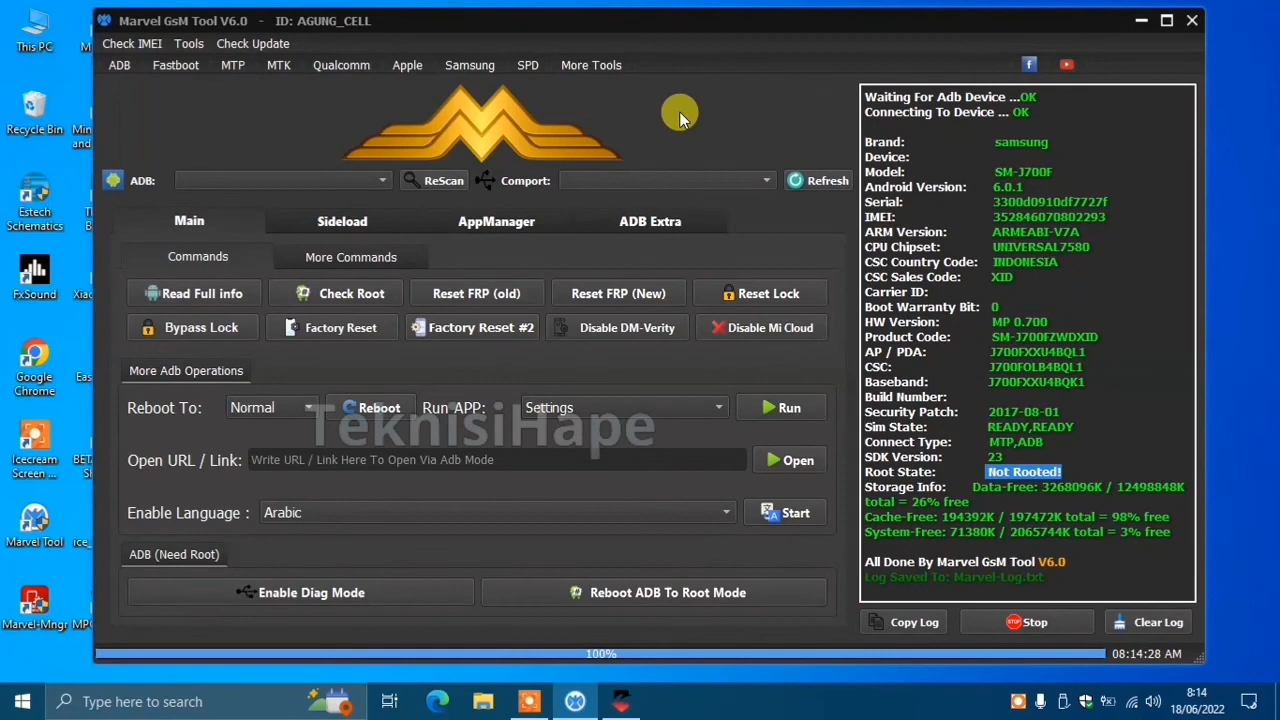 Marvel GsM Tool V6.0 - ID: AGUNG_CELL
This PC
Check IMEI Tools Check Update
ADB Fastboot MTP MTK Qualcomm Apple Samsung SPD More Tools
Waiting For Adb Device ...OK
Connecting To Device ... OK
Recycle Bin
Brand: samsung
Device:
Model: SM-J700F
ADB: ReScan Comport: Refresh
Android Version: 6.0.1
Serial: 3300d0910df7727f
IMEI: 352846070802293
Main Sideload AppManager ADB Extra
ARM Version: ARMEABI-V7A
Estech
Schematics
CPU Chipset: UNIVERSAL7580
Commands More Commands
CSC Country Code: INDONESIA
CSC Sales Code: XID
Carrier ID:
FxSound
Read Full info Check Root Reset FRP (old) Reset FRP (New) Reset Lock
Boot Warranty Bit: 0
HW Version: MP 0.700
Bypass Lock Factory Reset Factory Reset #2 Disable DM-Verity Disable Mi Cloud
Product Code: SM-J700FZWDXID
AP / PDA: J700FXXU4BQL1
More Adb Operations
CSC: J700FOLB4BQL1
Google
Chrome
Baseband: J700FXXU4BQK1
Build Number:
Reboot To: Normal Reboot Run APP: Settings Run
Security Patch: 2017-08-01
TeknisiHape
Sim State: READY,READY
Connect Type: MTP,ADB
Open URL / Link: Write URL / Link Here To Open Via Adb Mode Open
SDK Version: 23
Icecream
Screen ...
Root State: Not Rooted!
Storage Info: Data-Free: 3268096K / 12498848K
total = 26% free
Enable Language : Arabic Start
Cache-Free: 194392K / 197472K total = 98% free
System-Free: 71380K / 2065744K total = 3% free
Marvel Tool
ADB (Need Root)
All Done By Marvel GsM Tool V6.0
Log Saved To: Marvel-Log.txt
Enable Diag Mode Reboot ADB To Root Mode
Marvel-Mngr
Copy Log STOP Stop Clear Log
100% 08:14:28 AM
Type here to search
8:14
18/06/2022